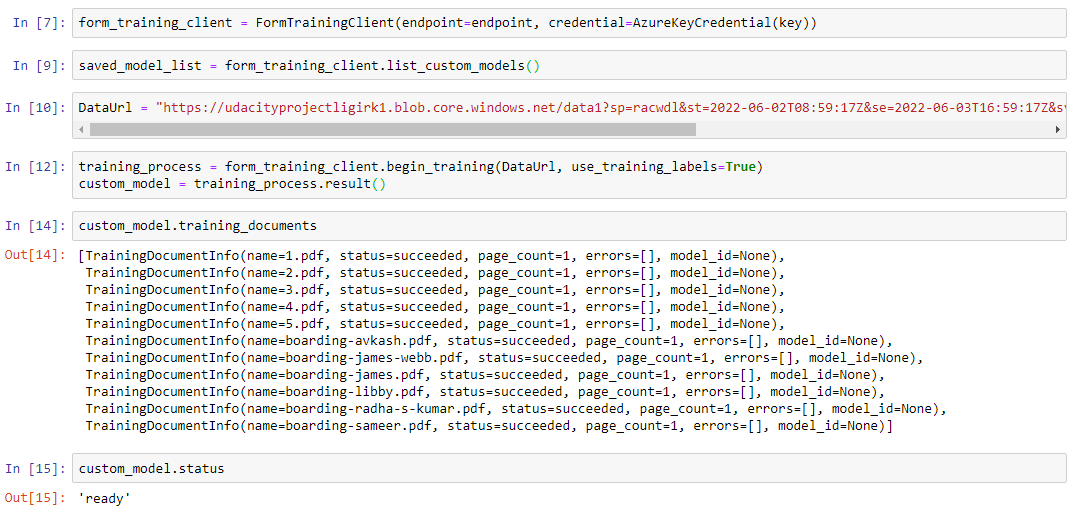 In [7]: form_training_client = FormTrainingClient(endpoint=endpoint, credential=AzureKeyCredential(key))
In [9]: saved_model_list = form_training_client.list_custom_models()
In [10]: DataUrl = "https://udacityprojectligirk1.blob.core.windows.net/data1?sp=racwdl&st=2022-06-02T08:59:17Z&se=2022-06-03T16:59:17Z&sv
In [12]: training_process = form_training_client.begin_training(DataUrl, use_training_labels=True)
custom_model = training_process.result()
In [14]: custom_model.training_documents
Out[14]: [TrainingDocumentInfo(name=1.pdf, status=succeeded, page_count=1, errors=[], model_id=None),
TrainingDocumentInfo(name=2.pdf, status=succeeded, page_count=1, errors=[], model_id=None),
TrainingDocumentInfo(name=3.pdf, status=succeeded, page_count=1, errors=[], model_id=None),
TrainingDocumentInfo(name=4.pdf, status=succeeded, page_count=1, errors=[], model_id=None),
TrainingDocumentInfo(name=5.pdf, status=succeeded, page_count=1, errors=[], model_id=None),
TrainingDocumentInfo(name=boarding-avkash.pdf, status=succeeded, page_count=1, errors=[], model_id=None),
TrainingDocumentInfo(name=boarding-james-webb.pdf, status=succeeded, page_count=1, errors=[], model_id=None),
TrainingDocumentInfo(name=boarding-james.pdf, status=succeeded, page_count=1, errors=[], model_id=None),
TrainingDocumentInfo(name=boarding-libby.pdf, status=succeeded, page_count=1, errors=[], model_id=None),
TrainingDocumentInfo(name=boarding-radha-s-kumar.pdf, status=succeeded, page_count=1, errors=[], model_id=None),
TrainingDocumentInfo(name=boarding-sameer.pdf, status=succeeded, page_count=1, errors=[], model_id=None)]
In [15]: custom_model.status
Out[15]: 'ready'